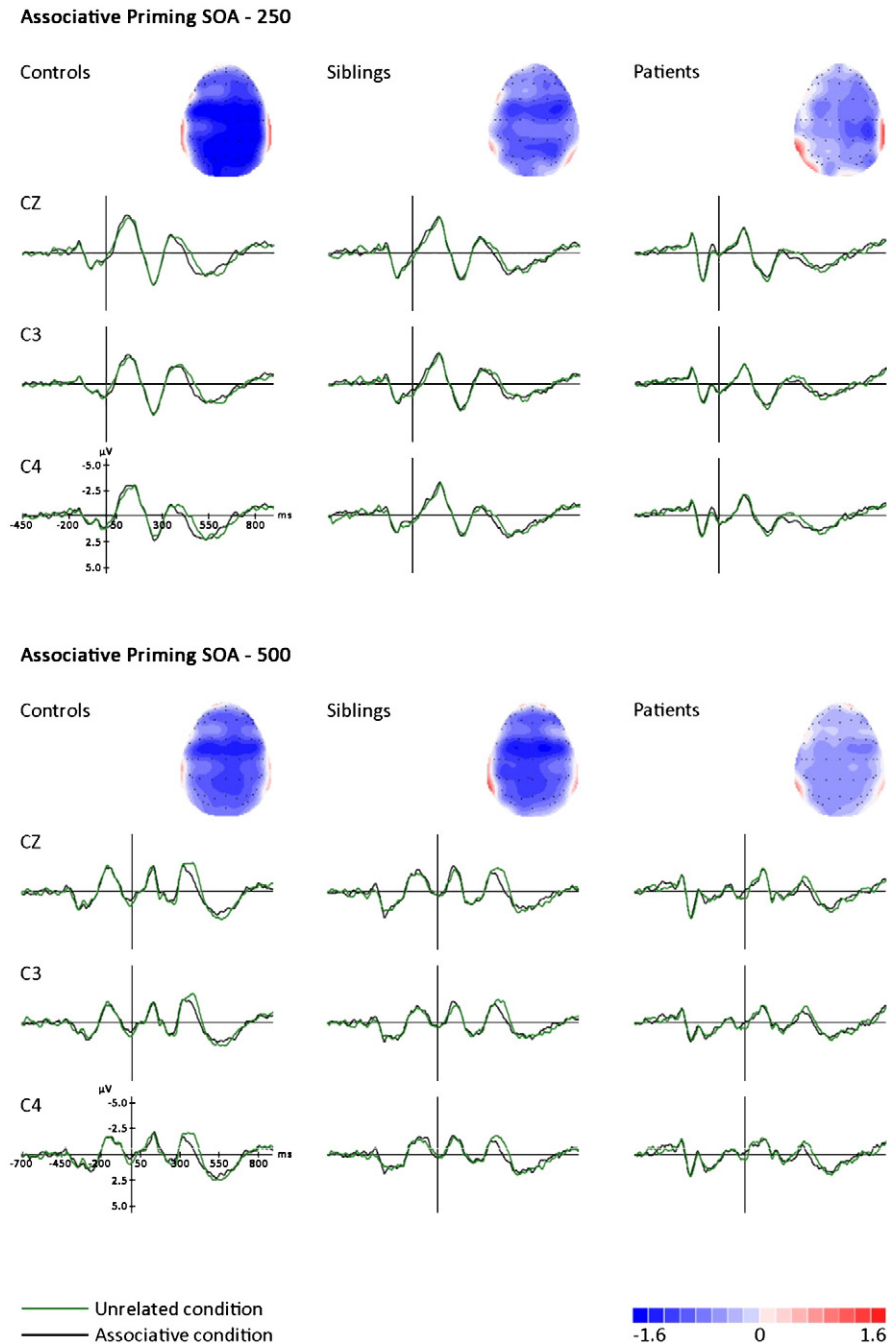 Associative Priming SOA - 250
Controls Siblings Patients
CZ
C3
μV
C4 -5.0
-2.5
-450 -200 50 300 550 800 ms
2.5
5.0
Associative Priming SOA - 500
Controls Siblings Patients
CZ
C3
μV
C4 -5.0
-2.5
-700 -450 -200 50 300 550 800 ms
2.5
5.0
Unrelated condition
Associative condition
-1.6 0 1.6